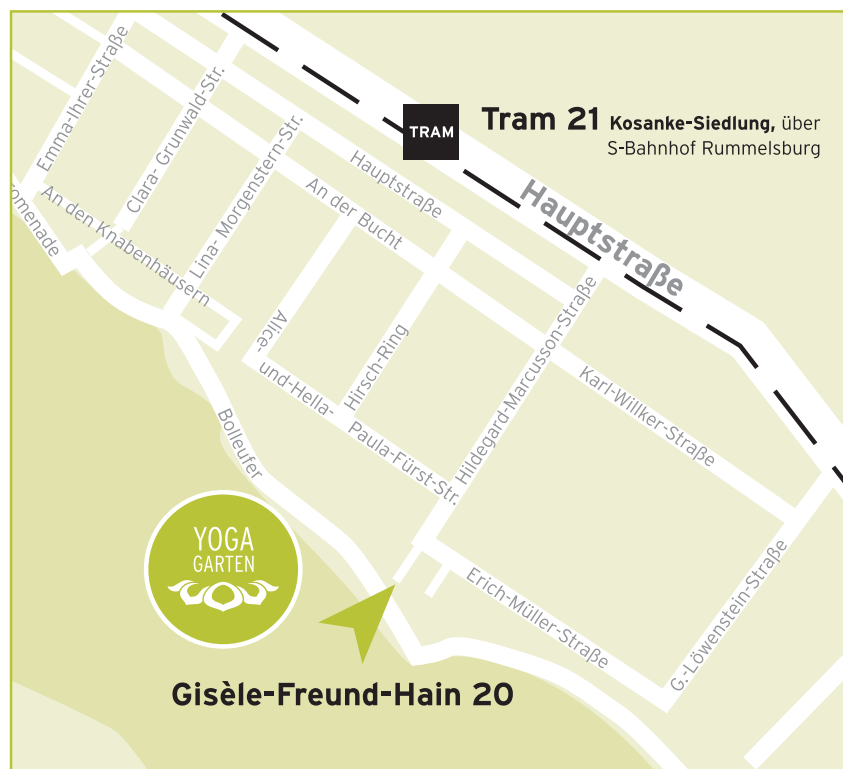 Emma-Ihrer-Straße
Clara- Grunwald-Str.
TRAM
Tram 21 Kosanke-Siedlung, über
S-Bahnhof Rummelsburg
Lina- Morgenstern-Str.
Hauptstraße
An der Bucht
Hauptstraße
An den Knabenhäusern
Alice-
und-Hella-
Hirsch-Ring
Paula-Fürst-Str.
Hildegard-Marcusson-Straße
Karl-Willker-Straße
Bolleufer
YOGA
GARTEN
Erich-Müller-Straße
G.-Löwenstein-Straße
Gisèle-Freund-Hain 20